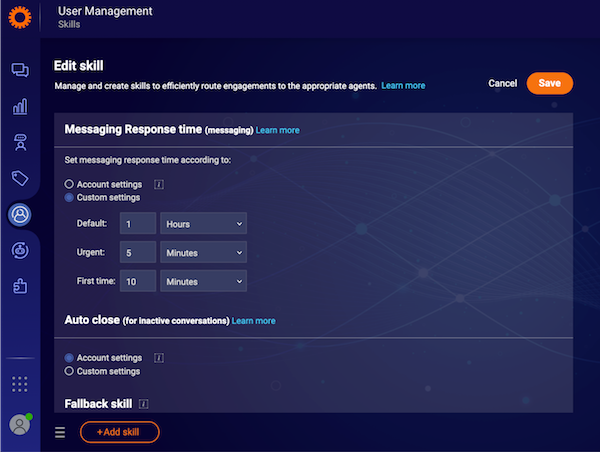 User Management
Skills
Edit skill
Manage and create skills to efficiently route engagements to the appropriate agents. Learn more
Cancel
Save
Messaging Response time (messaging) Learn more
Set messaging response time according to:
Account settings i
Custom settings
Default: 1 Hours
Urgent: 5 Minutes
First time: 10 Minutes
Auto close (for inactive conversations) Learn more
Account settings i
Custom settings
Fallback skill i
+Add skill